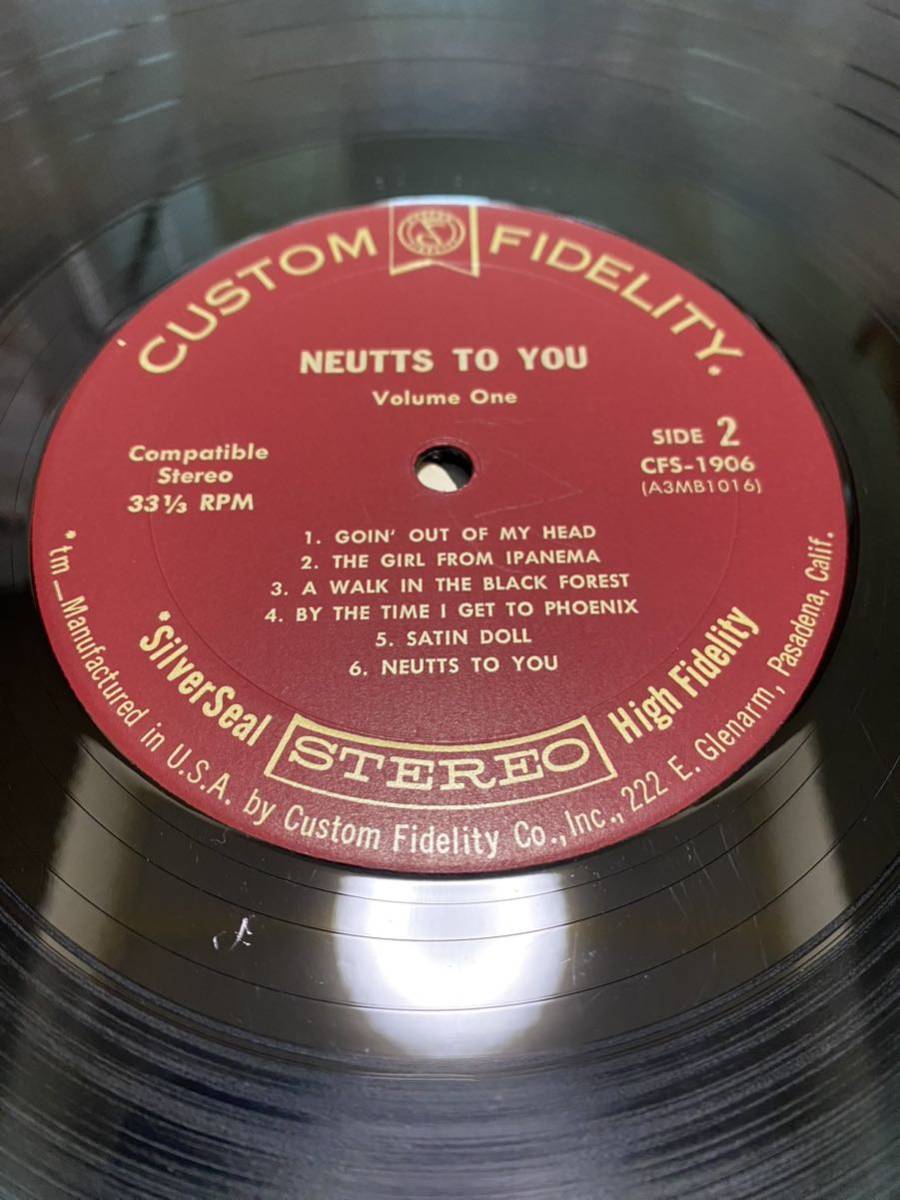 CUSTOM FIDELITY*
NEUTTS TO YOU
Volume One
Compatible
Stereo
33⅓ RPM
SIDE 2
CFS-1906
(A3MB1016)
1. GOIN' OUT OF MY HEAD
2. THE GIRL FROM IPANEMA
3. A WALK IN THE BLACK FOREST
4. BY THE TIME I GET TO PHOENIX
5. SATIN DOLL
6. NEUTTS TO YOU
*SilverSeal STEREO High Fidelity
*tm—Manufactured in U.S.A. by Custom Fidelity Co., Inc., 222 E. Glenarm, Pasadena, Calif.